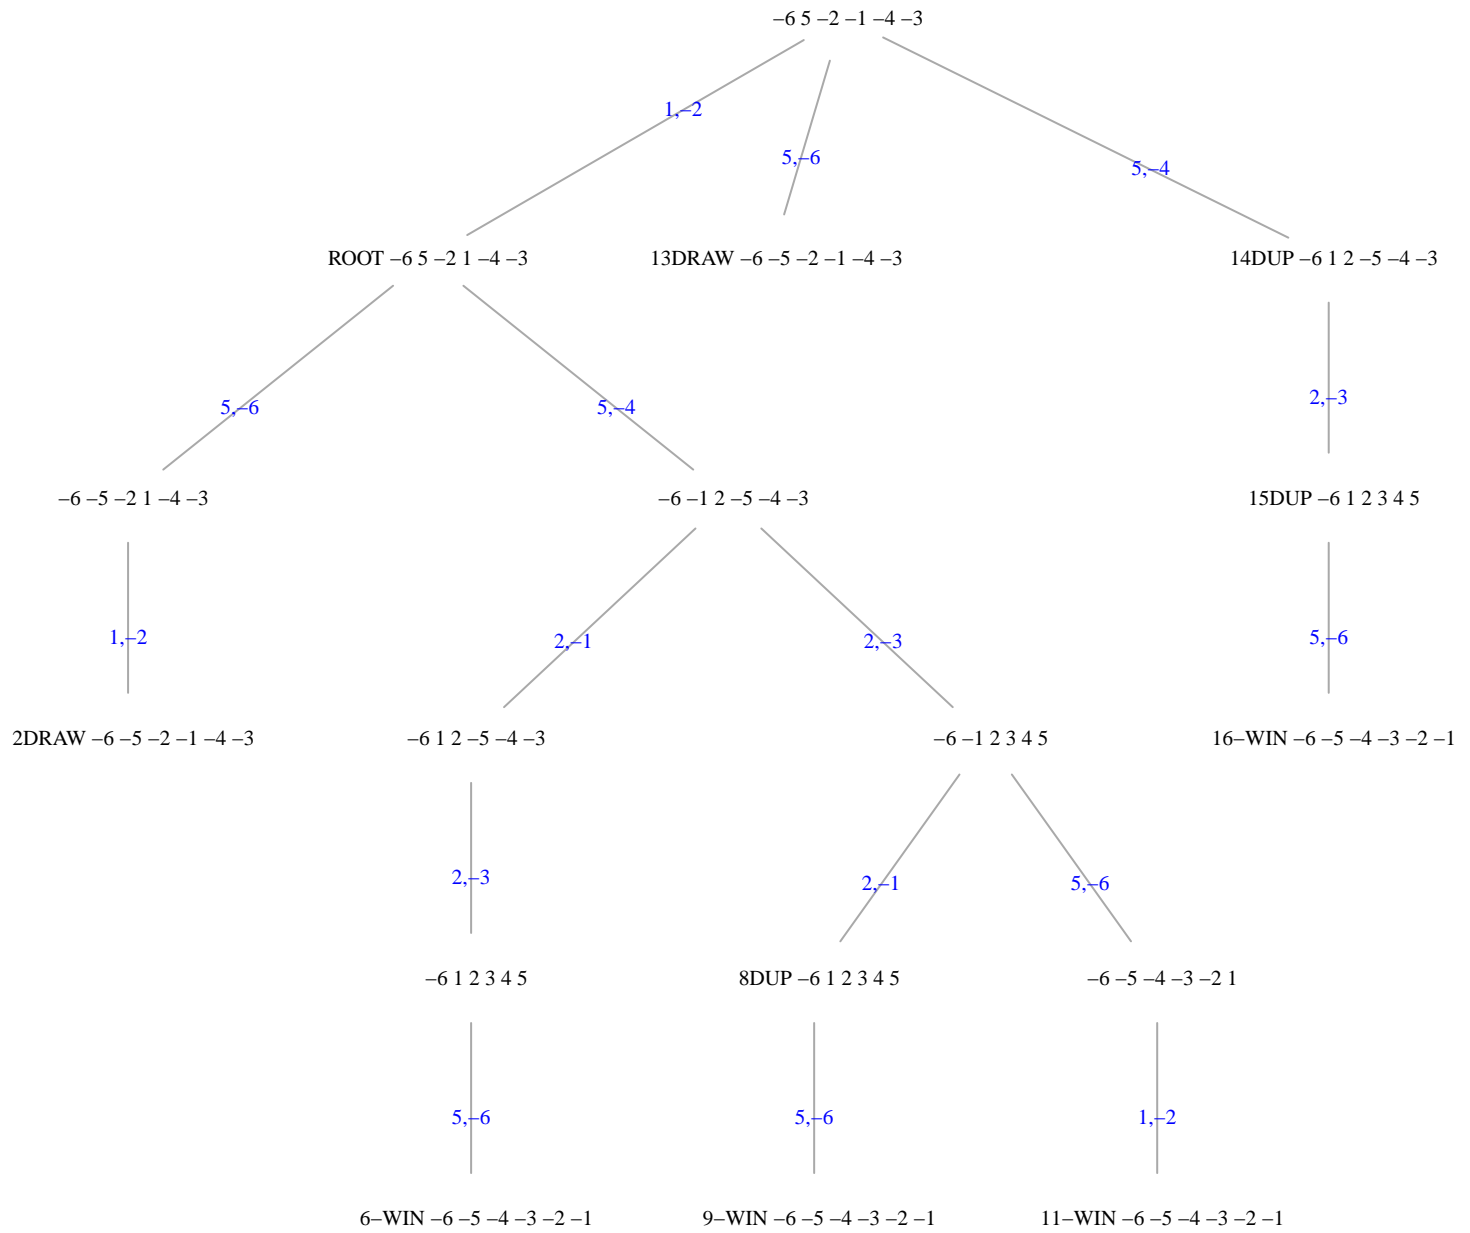 –6 5 –2 –1 –4 –3
1,–2
5,–6
5,–4
ROOT –6 5 –2 1 –4 –3
13DRAW –6 –5 –2 –1 –4 –3
14DUP –6 1 2 –5 –4 –3
5,–6
5,–4
2,–3
–6 –5 –2 1 –4 –3
–6 –1 2 –5 –4 –3
15DUP –6 1 2 3 4 5
1,–2
2,–1
2,–3
5,–6
2DRAW –6 –5 –2 –1 –4 –3
–6 1 2 –5 –4 –3
–6 –1 2 3 4 5
16–WIN –6 –5 –4 –3 –2 –1
2,–3
2,–1
5,–6
–6 1 2 3 4 5
8DUP –6 1 2 3 4 5
–6 –5 –4 –3 –2 1
5,–6
5,–6
1,–2
6–WIN –6 –5 –4 –3 –2 –1
9–WIN –6 –5 –4 –3 –2 –1
11–WIN –6 –5 –4 –3 –2 –1